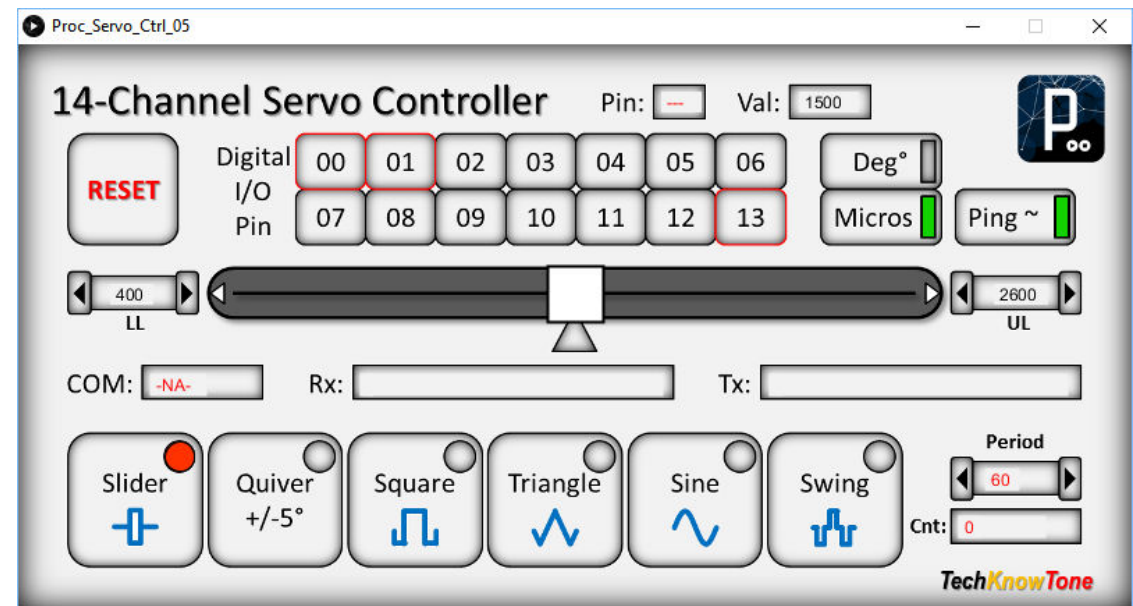 Proc_Servo_Ctrl_05
14-Channel Servo Controller Pin: --- Val: 1500
P
RESET
Digital I/O Pin
00 01 02 03 04 05 06
07 08 09 10 11 12 13
Deg°
Micros
Ping ~
400
LL
2600
UL
COM: -NA- Rx: Tx:
Slider
Quiver
+/-5°
Square
Triangle
Sine
Swing
Period
60
Cnt: 0
TechKnowTone